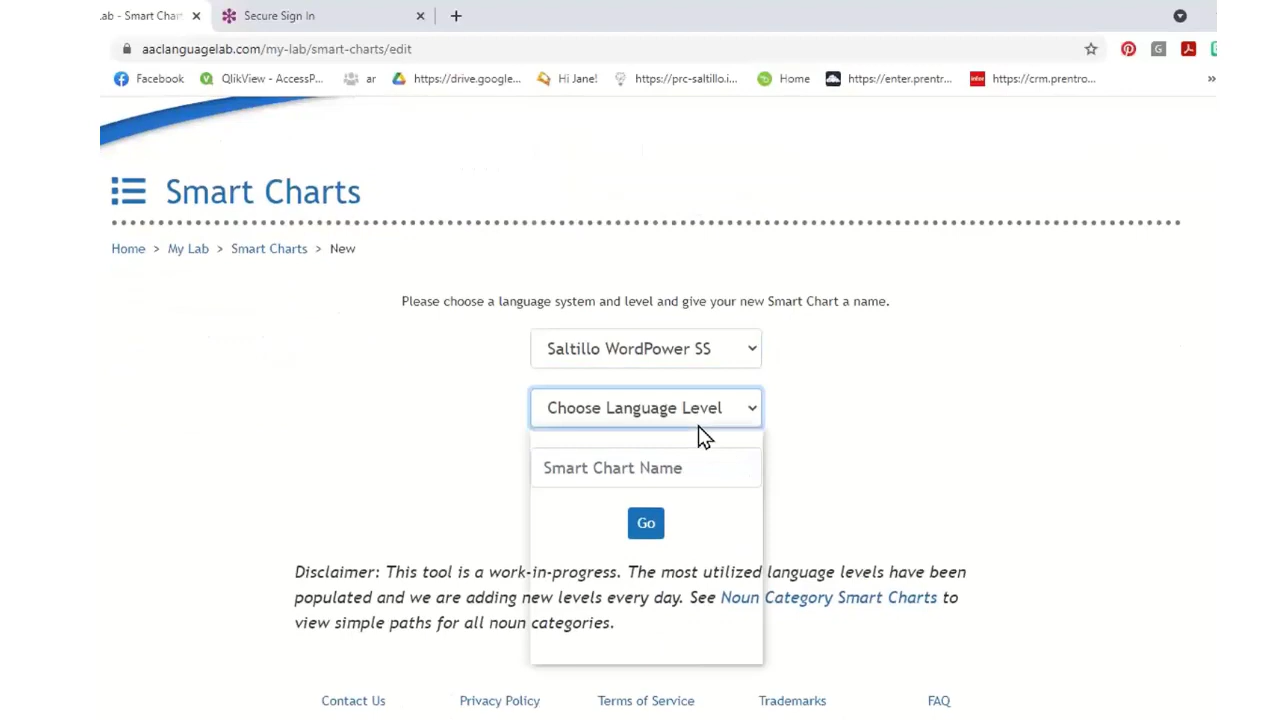 .ab - Smart Char
Secure Sign In
aaclanguagelab.com/my-lab/smart-charts/edit
Facebook
QlikView - AccessP...
ar
https://drive.google...
Hi Jane!
https://prc-saltillo.i...
Home
https://enter.prentro...
https://crm.prentro...
Smart Charts
Home > My Lab > Smart Charts > New
Please choose a language system and level and give your new Smart Chart a name.
Saltillo WordPower SS
Choose Language Level
Smart Chart Name
Go
Disclaimer: This tool is a work-in-progress. The most utilized language levels have been
populated and we are adding new levels every day. See Noun Category Smart Charts to
view simple paths for all noun categories.
Contact Us
Privacy Policy
Terms of Service
Trademarks
FAQ